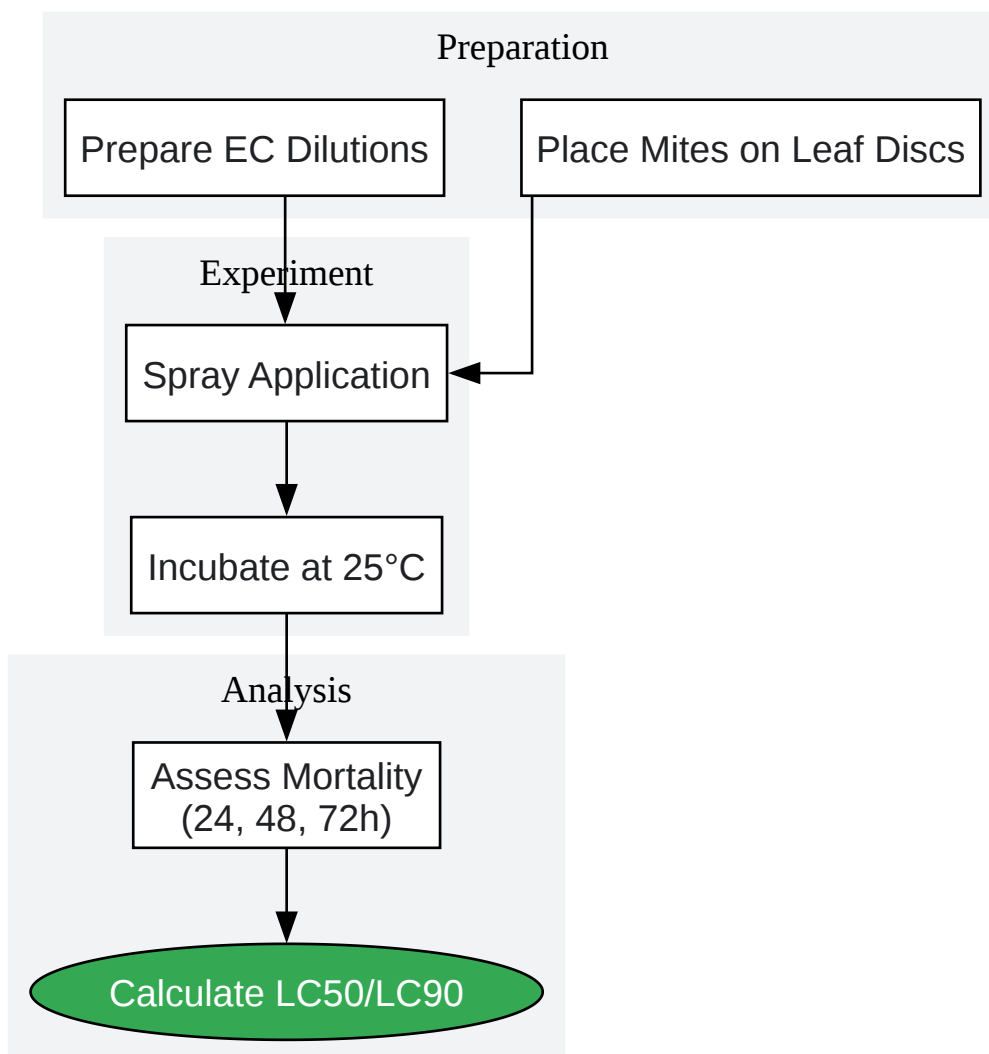 Preparation
Prepare EC Dilutions
Place Mites on Leaf Discs
Experiment
Spray Application
Incubate at 25°C
Analysis
Assess Mortality
(24, 48, 72h)
Calculate LC50/LC90